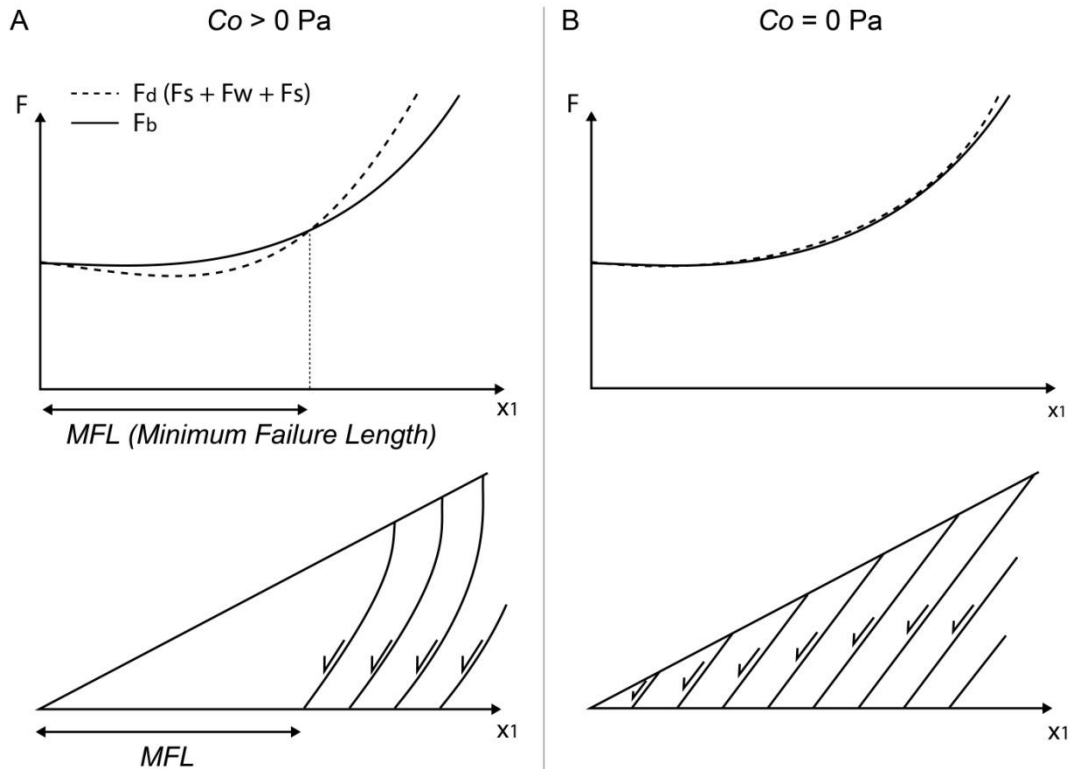 A
Co > 0 Pa
F
Fd (Fs + Fw + Fs)
Fb
x1
MFL (Minimum Failure Length)
x1
MFL
B
Co = 0 Pa
F
x1
x1